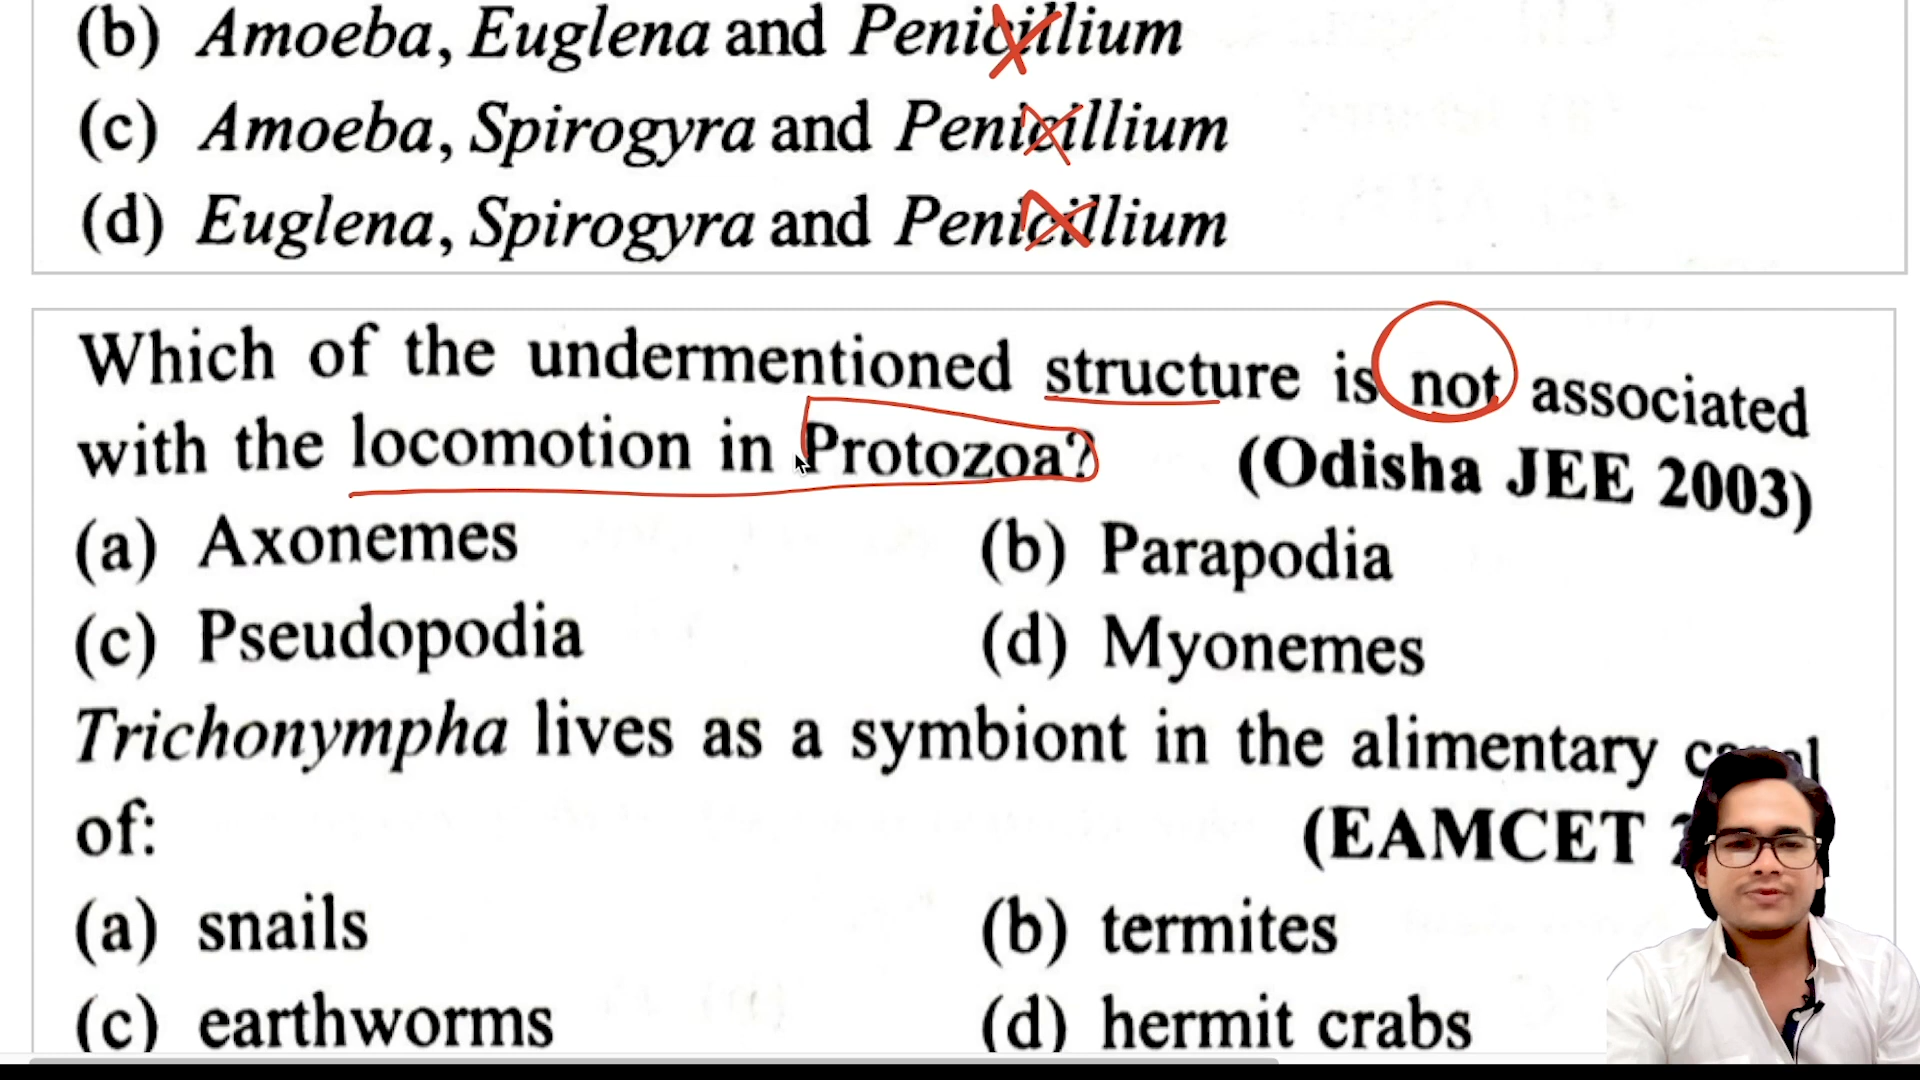 (b) Amoeba, Euglena and Penicillium
(c) Amoeba, Spirogyra and Penicillium
(d) Euglena, Spirogyra and Penicillium
Which of the undermentioned structure is not associated
with the locomotion in Protozoa? (Odisha JEE 2003)
(a) Axonemes (b) Parapodia
(c) Pseudopodia (d) Myonemes
Trichonympha lives as a symbiont in the alimentary
of: (EAMCET
(a) snails (b) termites
(c) earthworms (d) hermit crabs